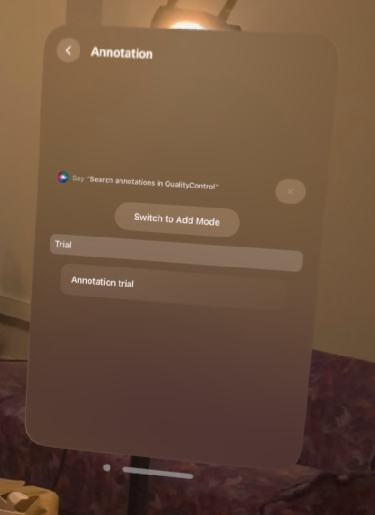 Annotation
Say "Search annotations in QualityControl"
Switch to Add Mode
Trial
Annotation trial